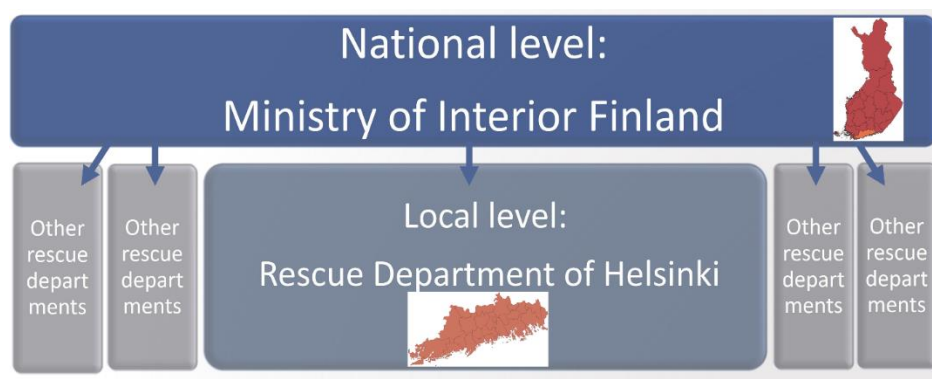 National level:
Ministry of Interior Finland
Other
rescue
depart
ments
Other
rescue
depart
ments
Local level:
Rescue Department of Helsinki
Other
rescue
depart
ments
Other
rescue
depart
ments